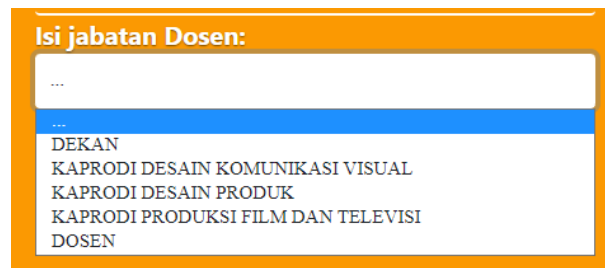 Isi jabatan Dosen:
...
...
DEKAN
KAPRODI DESAIN KOMUNIKASI VISUAL
KAPRODI DESAIN PRODUK
KAPRODI PRODUKSI FILM DAN TELEVISI
DOSEN